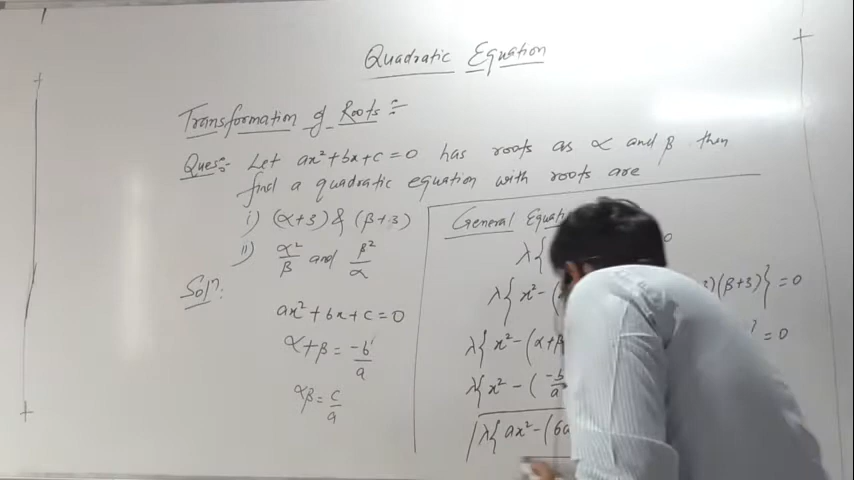 Quadratic Equation
Transformation of Roots :-
Ques:- Let ax² + bx + c = 0 has roots as α and β then
find a quadratic equation with roots are
i) (α+3) & (β+3)
ii) α²/β and β²/α
Solⁿ:
ax² + bx + c = 0
α+β = -b/a
αβ = c/a
General
λ{ 0
λ{ x² - ( 3)(β+3)} = 0
λ{ x² - (α+β = 0
λ{ x² - ( -b/a
λ{ ax² - (6a